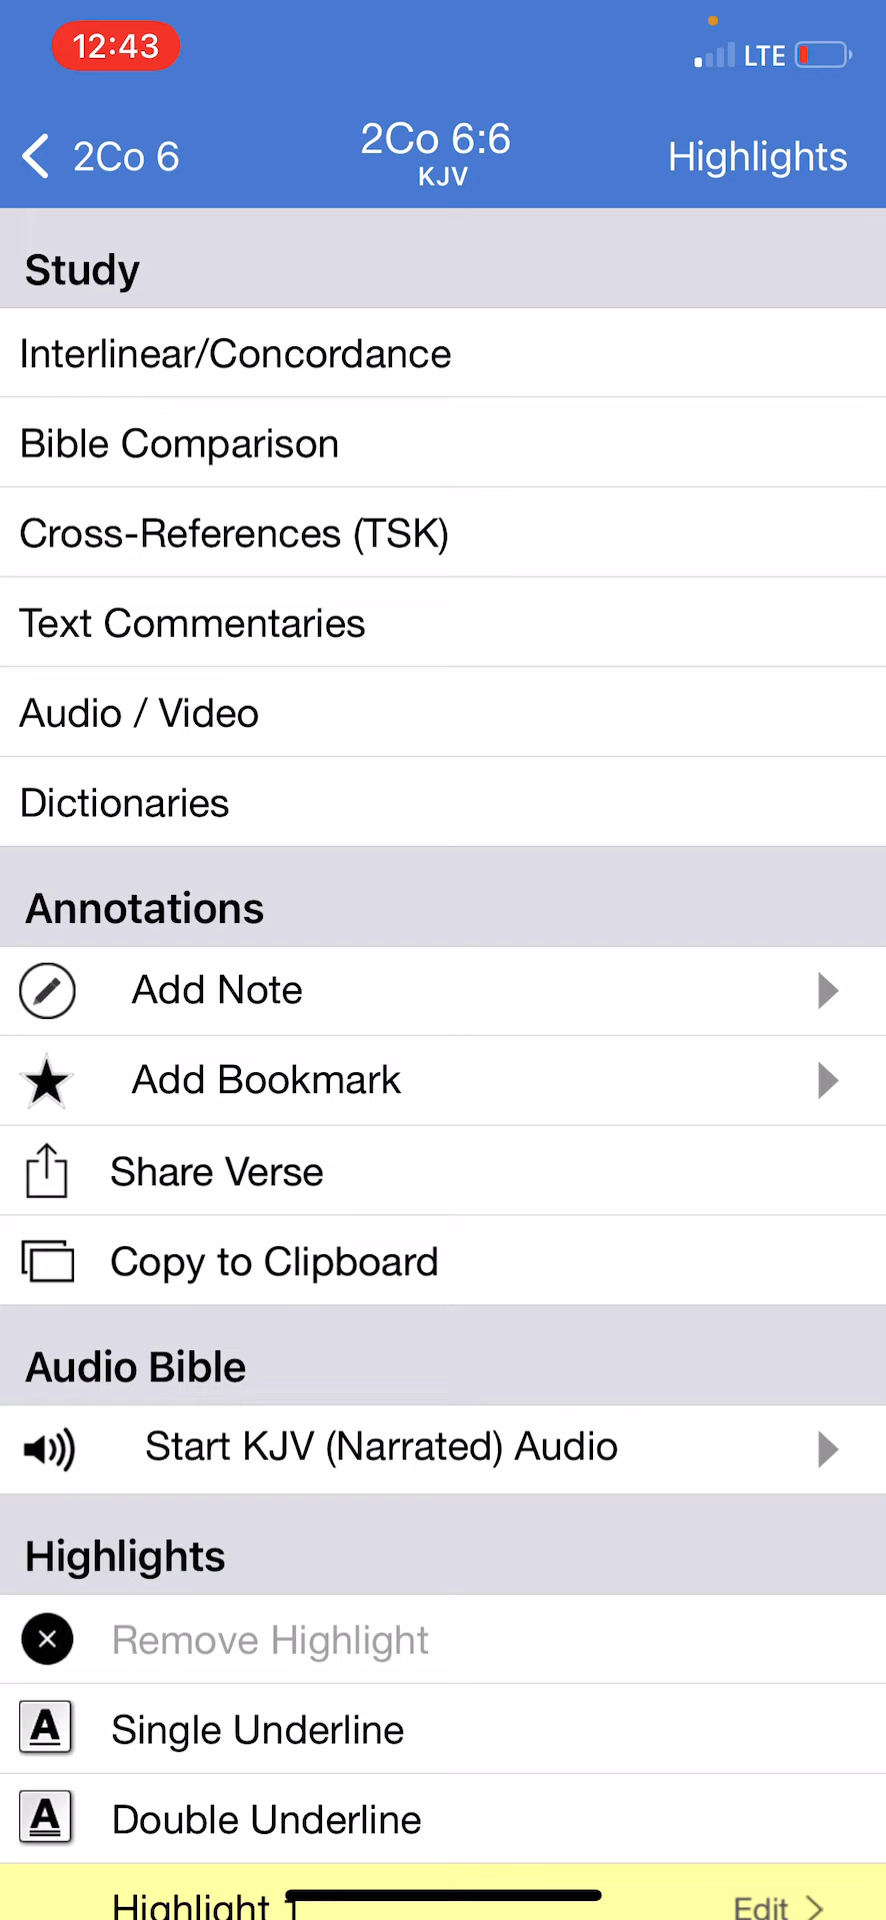 12:43
LTE
2Co 6
2Co 6:6
KJV
Highlights
Study
Interlinear/Concordance
Bible Comparison
Cross-References (TSK)
Text Commentaries
Audio / Video
Dictionaries
Annotations
Add Note
Add Bookmark
Share Verse
Copy to Clipboard
Audio Bible
Start KJV (Narrated) Audio
Highlights
Remove Highlight
A Single Underline
A Double Underline
Highlight 1
Edit